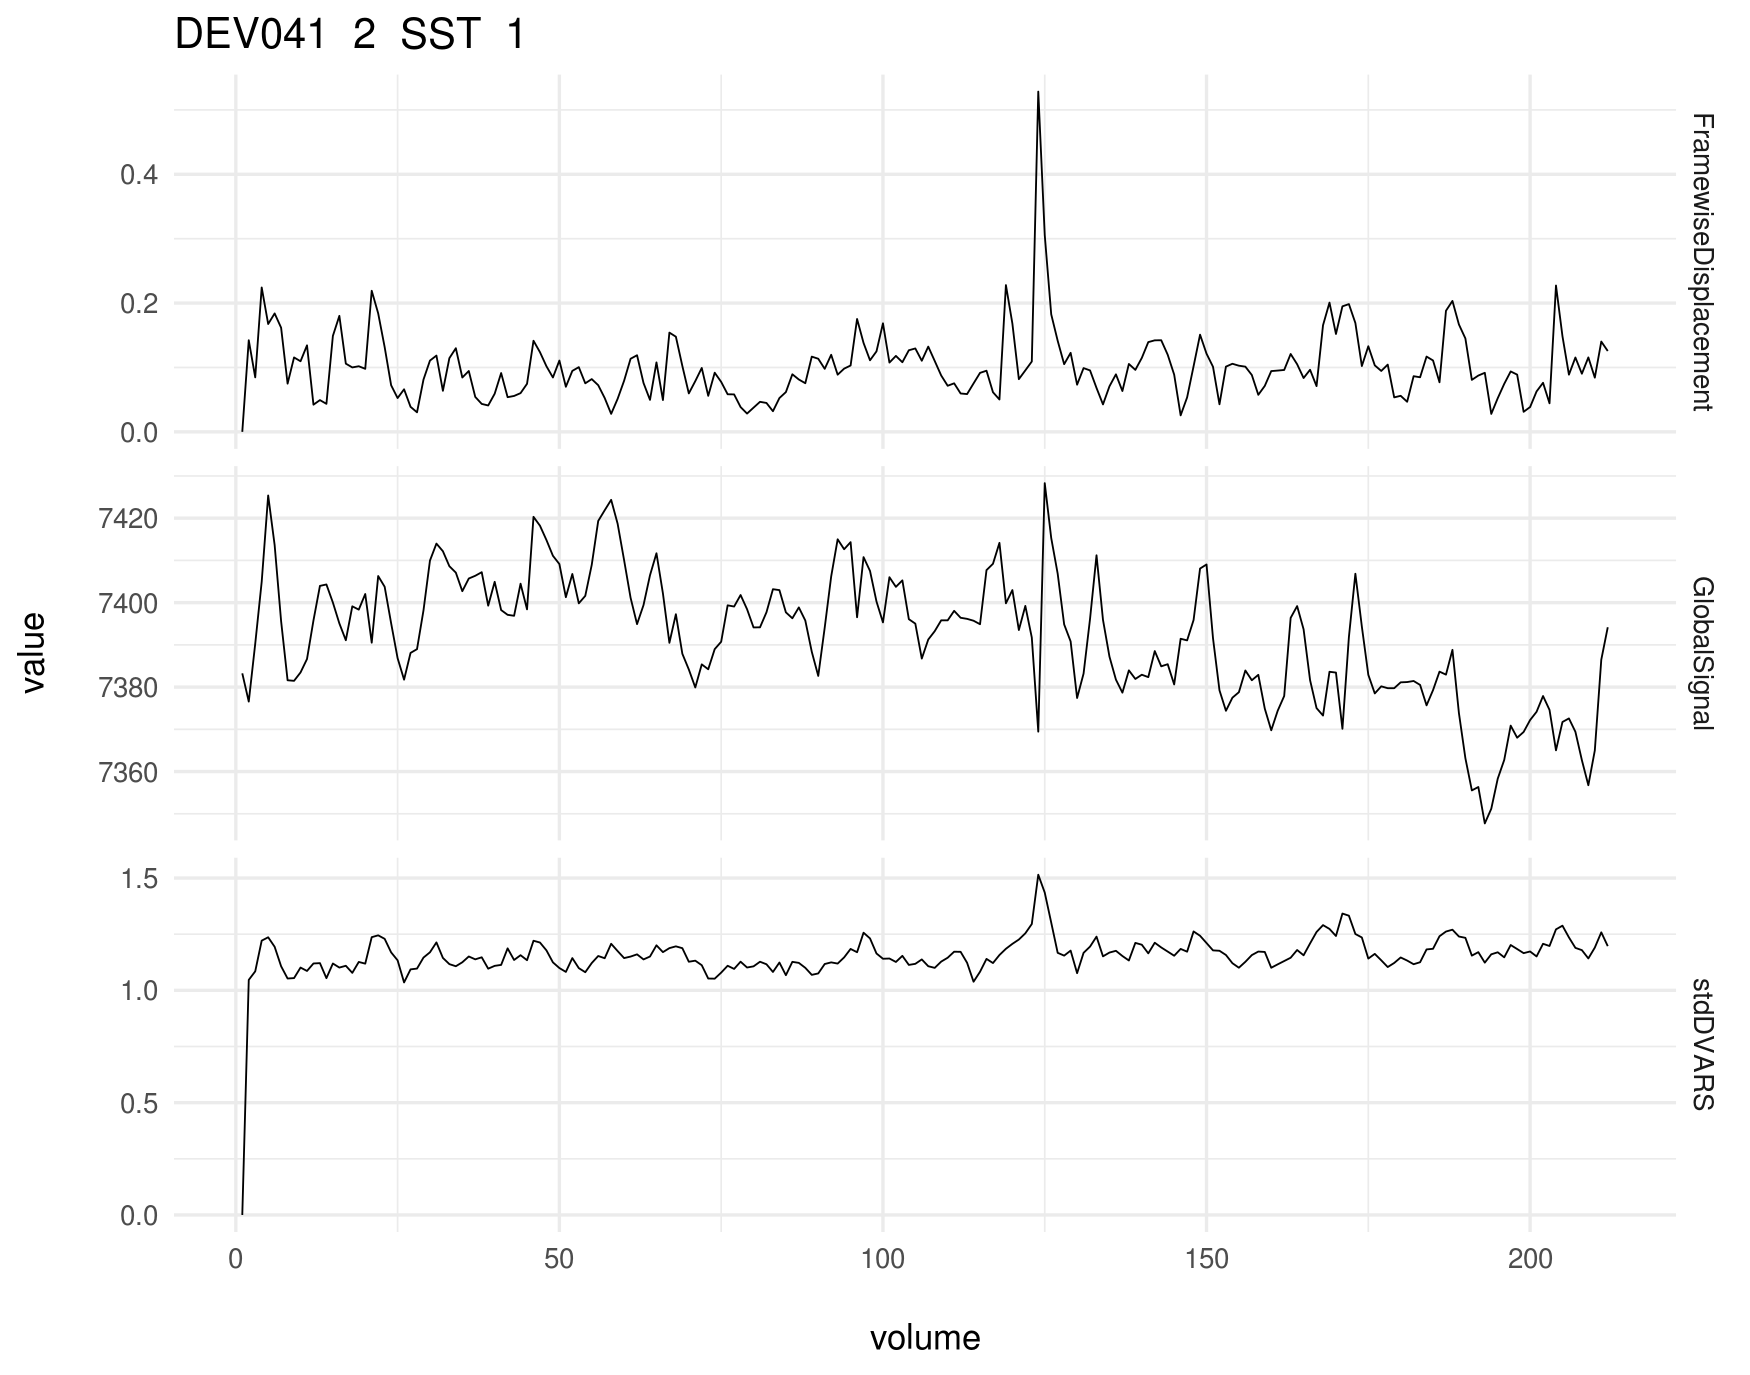 DEV041 2 SST 1
0.4
0.2
0.0
FramewiseDisplacement
7420
7400
7380
7360
GlobalSignal
1.5
1.0
0.5
0.0
stdDVARS
value
0 50 100 150 200
volume